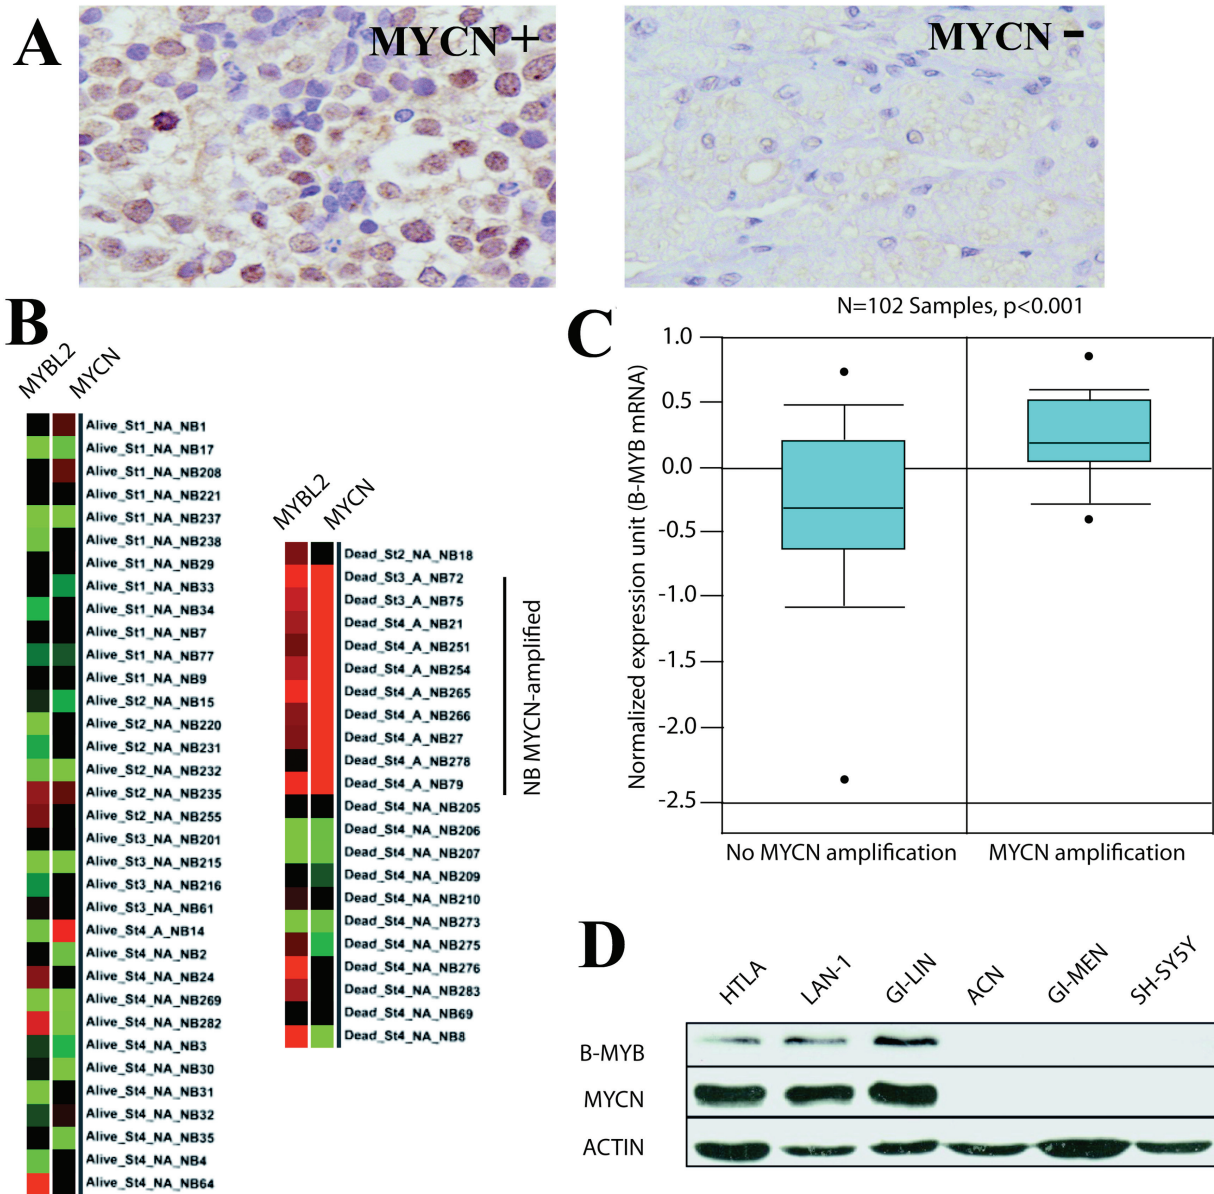 A
MYCN +
MYCN -
B
MYBL2
MYCN
Alive_St1_NA_NB1
Alive_St1_NA_NB17
Alive_St1_NA_NB208
Alive_St1_NA_NB221
Alive_St1_NA_NB237
Alive_St1_NA_NB238
Alive_St1_NA_NB29
Alive_St1_NA_NB33
Alive_St1_NA_NB34
Alive_St1_NA_NB7
Alive_St1_NA_NB77
Alive_St1_NA_NB9
Alive_St2_NA_NB15
Alive_St2_NA_NB220
Alive_St2_NA_NB231
Alive_St2_NA_NB232
Alive_St2_NA_NB235
Alive_St2_NA_NB255
Alive_St3_NA_NB201
Alive_St3_NA_NB215
Alive_St3_NA_NB216
Alive_St3_NA_NB61
Alive_St4_A_NB14
Alive_St4_NA_NB2
Alive_St4_NA_NB24
Alive_St4_NA_NB269
Alive_St4_NA_NB282
Alive_St4_NA_NB3
Alive_St4_NA_NB30
Alive_St4_NA_NB31
Alive_St4_NA_NB32
Alive_St4_NA_NB35
Alive_St4_NA_NB4
Alive_St4_NA_NB64
MYBL2
MYCN
Dead_St2_NA_NB18
Dead_St3_A_NB72
Dead_St3_A_NB75
Dead_St4_A_NB21
Dead_St4_A_NB251
Dead_St4_A_NB254
Dead_St4_A_NB265
Dead_St4_A_NB266
Dead_St4_A_NB27
Dead_St4_A_NB278
Dead_St4_A_NB79
Dead_St4_NA_NB205
Dead_St4_NA_NB206
Dead_St4_NA_NB207
Dead_St4_NA_NB209
Dead_St4_NA_NB210
Dead_St4_NA_NB273
Dead_St4_NA_NB275
Dead_St4_NA_NB276
Dead_St4_NA_NB283
Dead_St4_NA_NB69
Dead_St4_NA_NB8
NB MYCN-amplified
C
N=102 Samples, p<0.001
Normalized expression unit (B-MYB mRNA)
1.0
0.5
0.0
-0.5
-1.0
-1.5
-2.0
-2.5
No MYCN amplification
MYCN amplification
D
HTLA
LAN-1
GI-LIN
ACN
GI-MEN
SH-SY5Y
B-MYB
MYCN
ACTIN